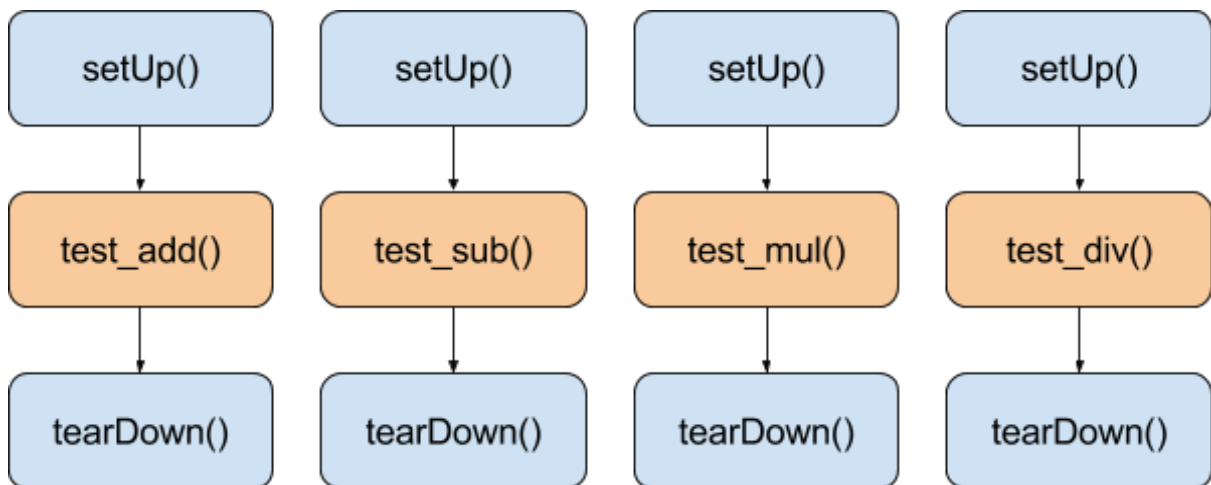 setUp()
setUp()
setUp()
setUp()
test_add()
test_sub()
test_mul()
test_div()
tearDown()
tearDown()
tearDown()
tearDown()